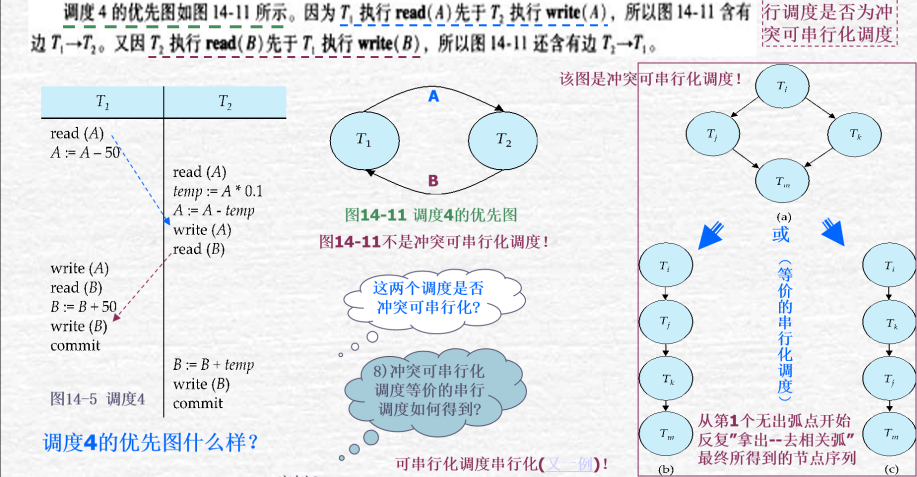 调度 4 的优先图如图 14-11 所示。因为 T₁ 执行 read(A)先于 T₂ 执行 write(A)，所以图 14-11 含有
边 T₁→T₂。又因 T₂ 执行 read(B)先于 T₁ 执行 write(B)，所以图 14-11 还含有边 T₂→T₁。
行调度是否为冲
突可串行化调度
T₁ T₂
read (A)
A := A – 50
read (A)
temp := A * 0.1
A := A - temp
write (A)
read (B)
write (A)
read (B)
B := B + 50
write (B)
commit
B := B + temp
write (B)
commit
图14-5 调度4
调度4的优先图什么样？
A
T₁ T₂
B
图14-11 调度4的优先图
图14-11不是冲突可串行化调度！
这两个调度是否
冲突可串行化？
8)冲突可串行化
调度等价的串行
调度如何得到？
可串行化调度串行化(又一例)！
该图是冲突可串行化调度！
Tᵢ
Tⱼ Tₖ
Tₘ
(a)
或
（等价的串行化调度）
Tᵢ
Tⱼ
Tₖ
Tₘ
(b)
Tᵢ
Tₖ
Tⱼ
Tₘ
(c)
从第1个无出弧点开始
反复”拿出--去相关弧”
最终所得到的节点序列